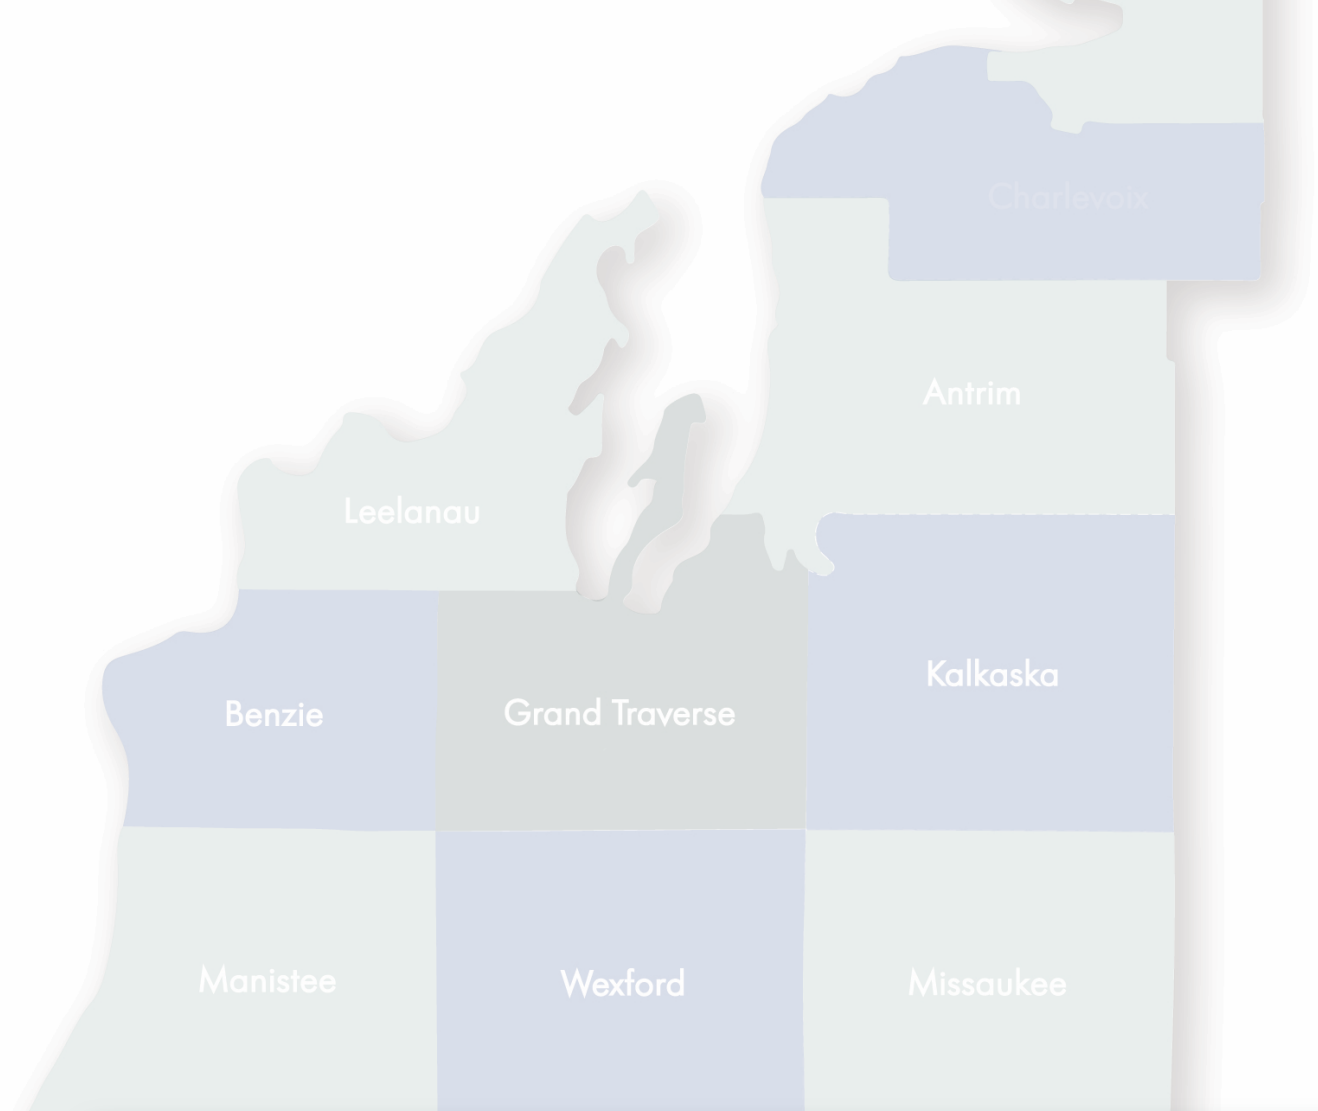 Charlevoix
Antrim
Leelanau
Kalkaska
Benzie
Grand Traverse
Manistee
Wexford
Missaukee